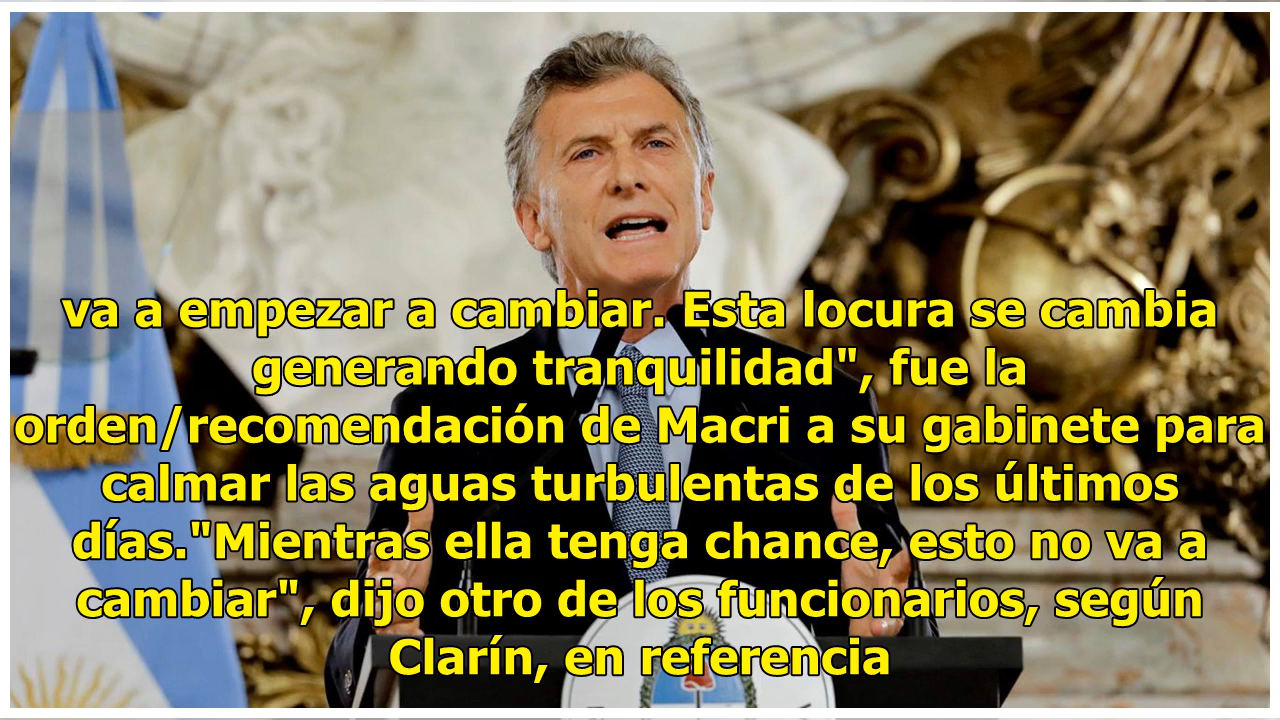 va a empezar a cambiar. Esta locura se cambia
generando tranquilidad", fue la
orden/recomendación de Macri a su gabinete para
calmar las aguas turbulentas de los últimos
días."Mientras ella tenga chance, esto no va a
cambiar", dijo otro de los funcionarios, según
Clarín, en referencia